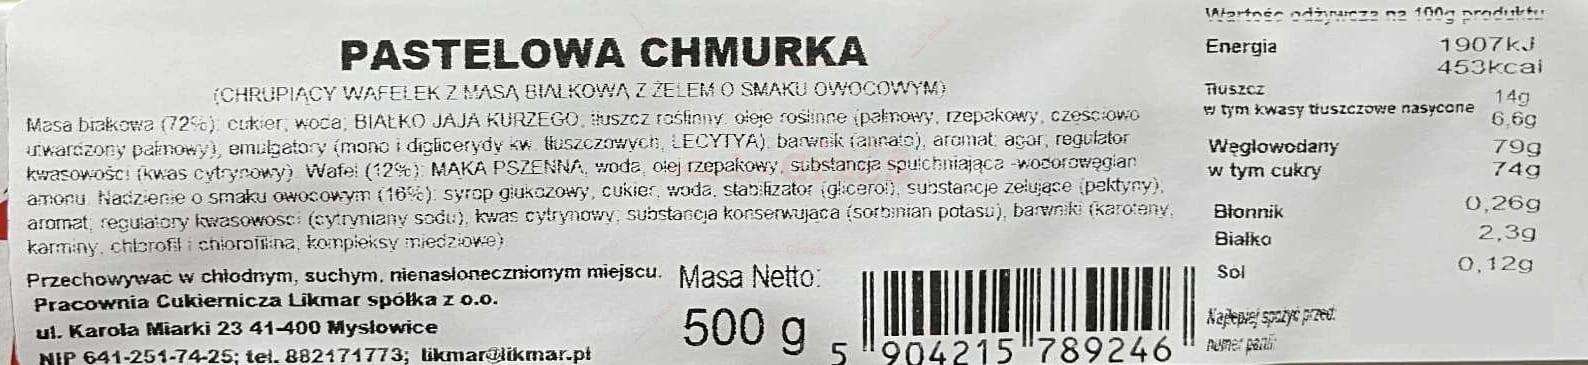 PASTELOWA CHMURKA
(CHRUPIĄCY WAFELEK Z MASĄ BIAŁKOWĄ Z ŻELEM O SMAKU OWOCOWYM)
Masa białkowa (72%): cukier, woda, BIAŁKO JAJA KURZEGO, tłuszcz roślinny: oleje roślinne (palmowy, rzepakowy, częściowo
utwardzony palmowy), emulgatory (mono i diglicerydy kw. tłuszczowych, LECYTYA), barwnik (annato), aromat, agar, regulator
kwasowości (kwas cytrynowy). Wafel (12%): MĄKA PSZENNA, woda, olej rzepakowy, substancja spulchniająca -wodorowęglan
amonu. Nadzienie o smaku owocowym (16%): syrop glukozowy, cukier, woda, stabilizator (glicerol), substancje żelujące (pektyny),
aromat, regulatory kwasowości (cytryniany sodu), kwas cytrynowy, substancja konserwująca (sorbinian potasu), barwniki (karoteny,
karminy, chlorofil i chlorofilina, kompleksy miedziowe)
Przechowywać w chłodnym, suchym, nienasłonecznionym miejscu.
Pracownia Cukiernicza Likmar spółka z o.o.
ul. Karola Miarki 23 41-400 Mysłowice
NIP 641-251-74-25; tel. 882171773; likmar@likmar.pl
Masa Netto:
500 g
5 904215 789246
Wartość odżywcza na 100g produktu
Energia 1907kJ
453kcal
Tłuszcz 14g
w tym kwasy tłuszczowe nasycone 6,6g
Węglowodany 79g
w tym cukry 74g
Błonnik 0,26g
Białko 2,3g
Sól 0,12g
Najlepiej spożyć przed:
numer partii: